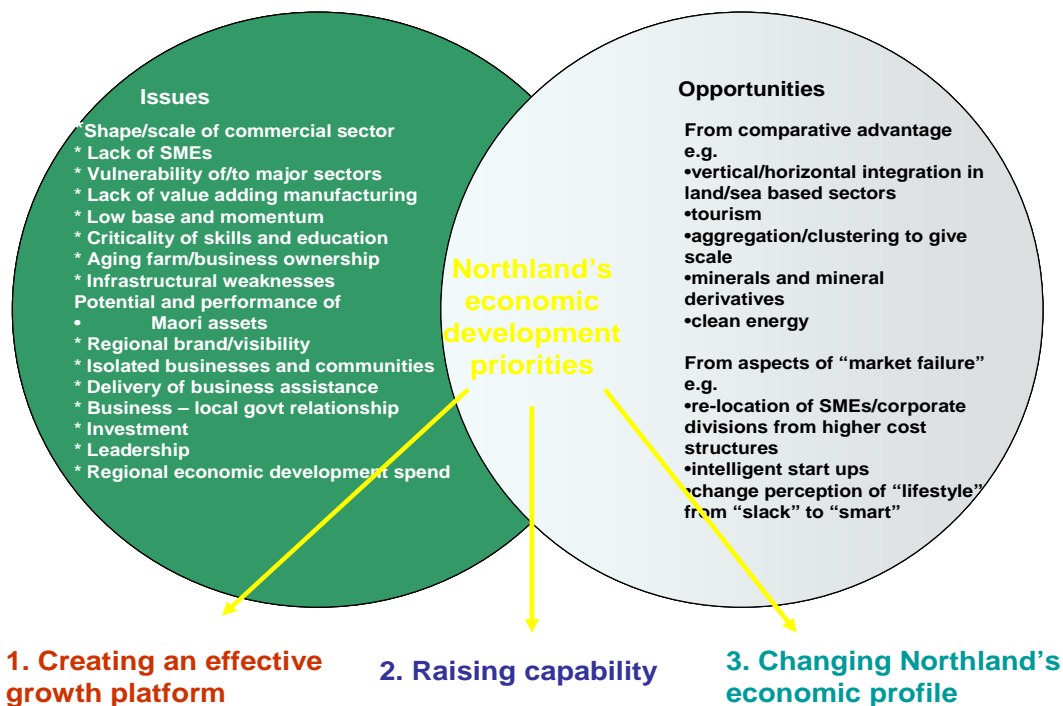 Issues
*Shape/scale of commercial sector
* Lack of SMEs
* Vulnerability of/to major sectors
* Lack of value adding manufacturing
* Low base and momentum
* Criticality of skills and education
* Aging farm/business ownership
* Infrastructural weaknesses
Potential and performance of
• Maori assets
* Regional brand/visibility
* Isolated businesses and communities
* Delivery of business assistance
* Business – local govt relationship
* Investment
* Leadership
* Regional economic development spend
Northland’s
economic
development
priorities
Opportunities
From comparative advantage
e.g.
•vertical/horizontal integration in
land/sea based sectors
•tourism
•aggregation/clustering to give
scale
•minerals and mineral
derivatives
•clean energy
From aspects of “market failure”
e.g.
•re-location of SMEs/corporate
divisions from higher cost
structures
•intelligent start ups
•change perception of “lifestyle”
from “slack” to “smart”
1. Creating an effective
growth platform
2. Raising capability
3. Changing Northland’s
economic profile